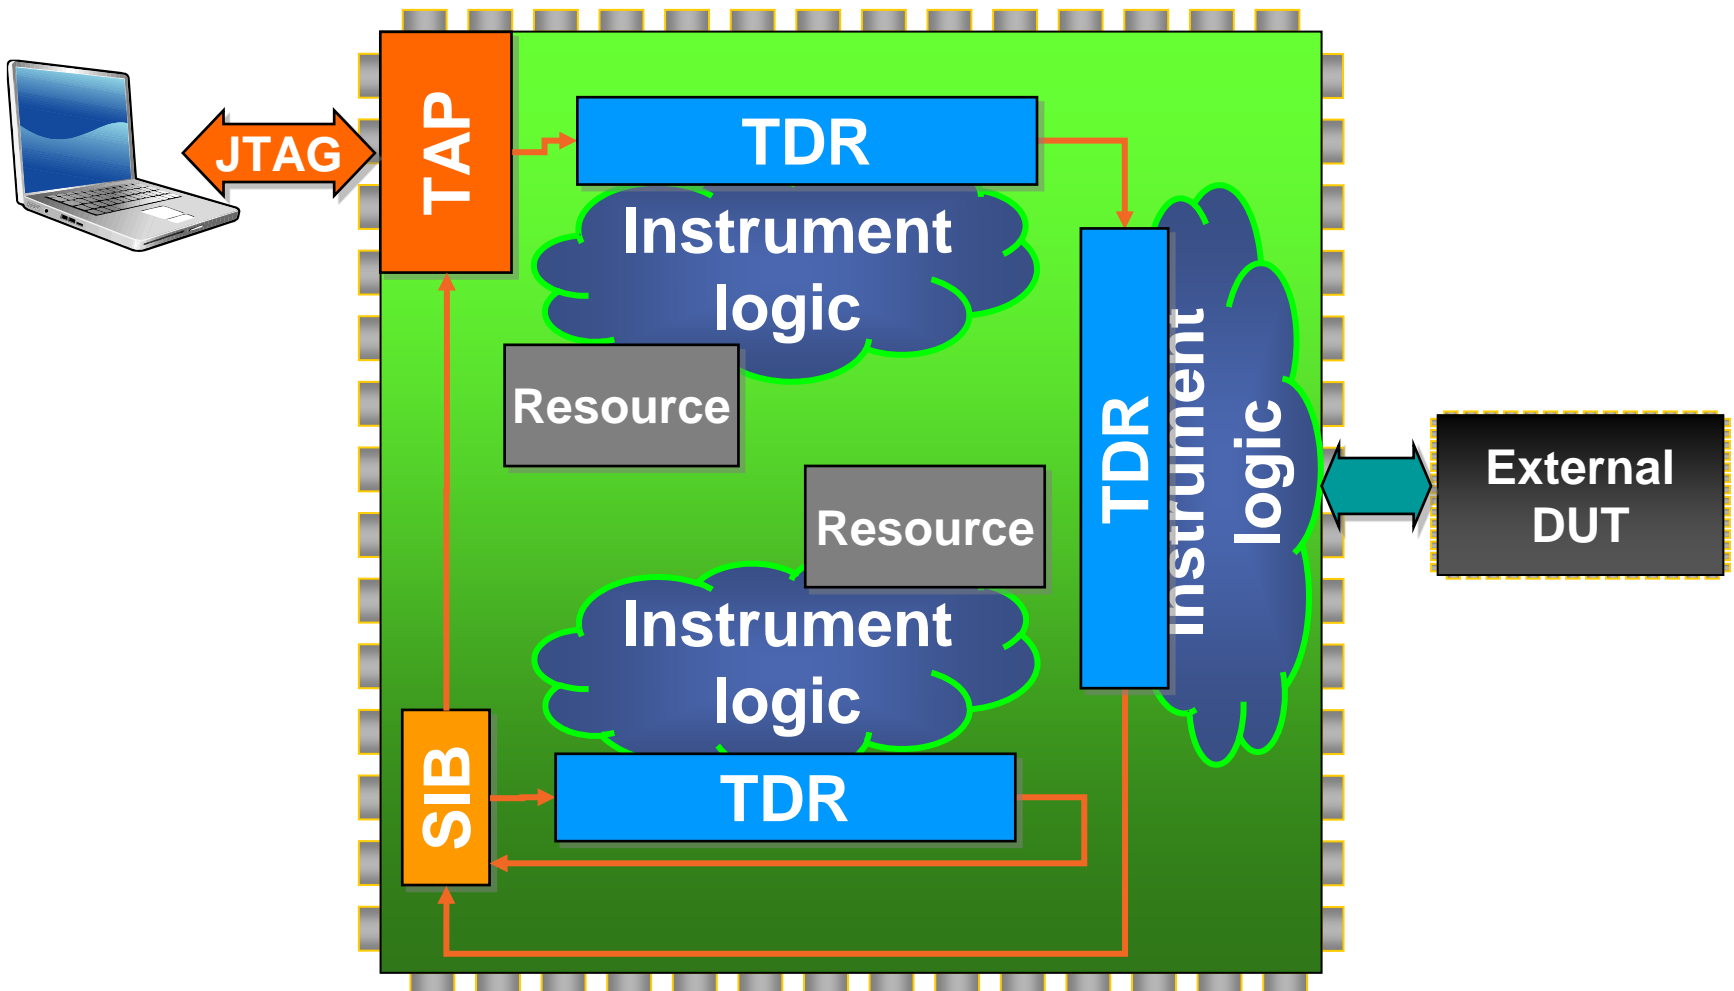 JTAG
TAP
TDR
Instrument
logic
Resource
TDR
Instrument
logic
External
DUT
Resource
Instrument
logic
SIB
TDR